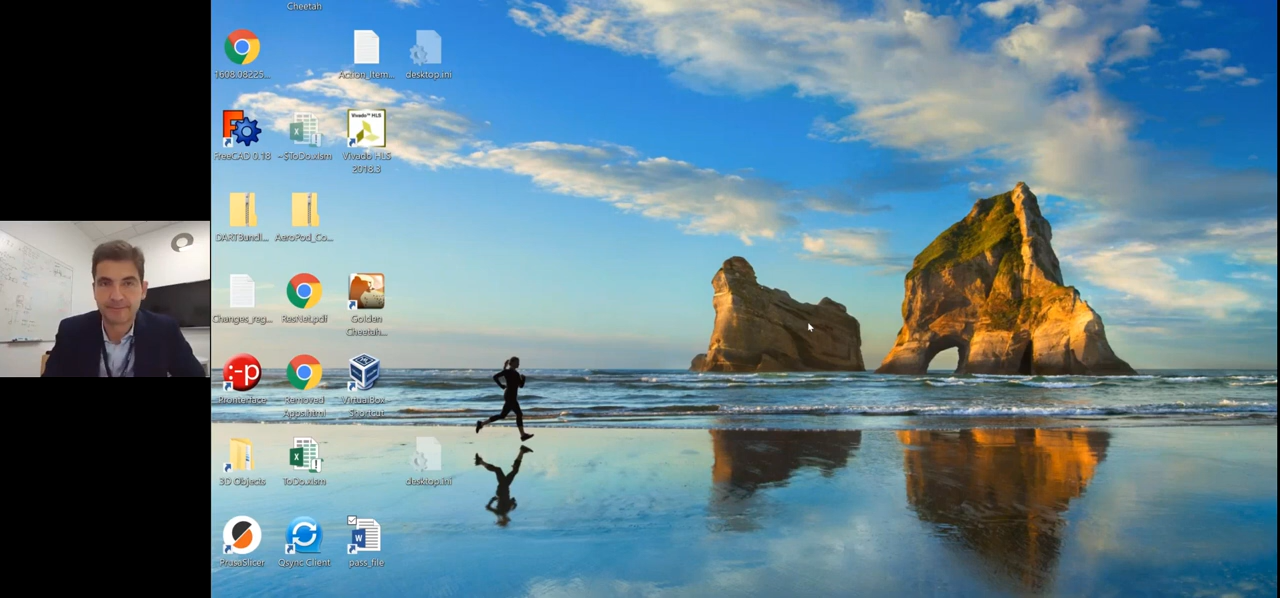 Cheetah
1608.08225...
Action_Item...
desktop.ini
FreeCAD 0.18
~$ToDo.xlsm
Vivado™ HLS
Vivado HLS
2018.3
DARTBundl...
AeroPod_Co...
Changes_reg...
ResNet.pdf
Golden
Cheetah...
Pronterface
Removed
Apps.html
VirtualBox
Shortcut
3D Objects
ToDo.xlsm
desktop.ini
PrusaSlicer
Qsync Client
pass_file